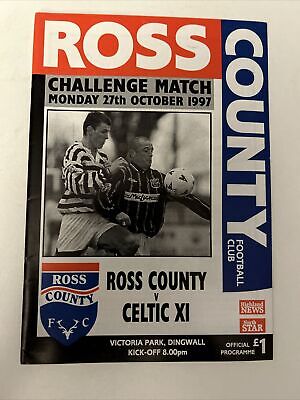 ROSS
COUNTY
FOOTBALL
CLUB
CHALLENGE MATCH
MONDAY 27th OCTOBER 1997
ROSS
COUNTY
F C
ROSS COUNTY
v
CELTIC XI
Highland
NEWS
North
STAR
VICTORIA PARK, DINGWALL
KICK-OFF 8.00pm
OFFICIAL
PROGRAMME £1